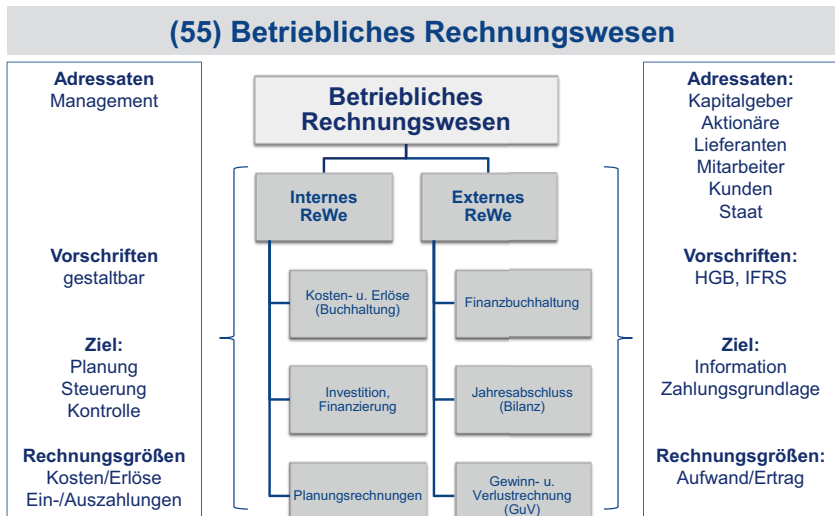 (55) Betriebliches Rechnungswesen
Adressaten
Management
Vorschriften
gestaltbar
Ziel:
Planung
Steuerung
Kontrolle
Rechnungsgrößen
Kosten/Erlöse
Ein-/Auszahlungen
Betriebliches
Rechnungswesen
Internes
ReWe
Kosten- u. Erlöse
(Buchhaltung)
Investition,
Finanzierung
Planungsrechnungen
Externes
ReWe
Finanzbuchhaltung
Jahresabschluss
(Bilanz)
Gewinn- u.
Verlustrechnung
(GuV)
Adressaten:
Kapitalgeber
Aktionäre
Lieferanten
Mitarbeiter
Kunden
Staat
Vorschriften:
HGB, IFRS
Ziel:
Information
Zahlungsgrundlage
Rechnungsgrößen:
Aufwand/Ertrag